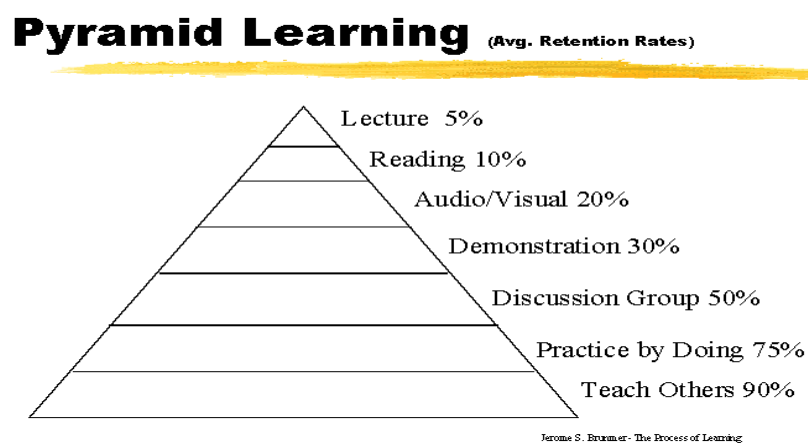 Pyramid Learning (Avg. Retention Rates)
Lecture 5%
Reading 10%
Audio/Visual 20%
Demonstration 30%
Discussion Group 50%
Practice by Doing 75%
Teach Others 90%
Jerome S. Brunner - The Process of Learning